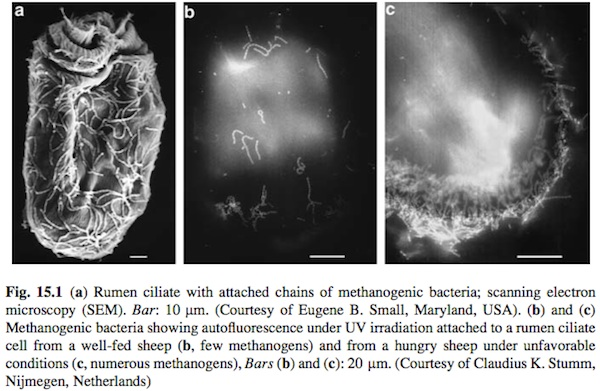 a
b
c
Fig. 15.1 (a) Rumen ciliate with attached chains of methanogenic bacteria; scanning electron
microscopy (SEM). Bar: 10 μm. (Courtesy of Eugene B. Small, Maryland, USA). (b) and (c)
Methanogenic bacteria showing autofluorescence under UV irradiation attached to a rumen ciliate
cell from a well-fed sheep (b, few methanogens) and from a hungry sheep under unfavorable
conditions (c, numerous methanogens), Bars (b) and (c): 20 μm. (Courtesy of Claudius K. Stumm,
Nijmegen, Netherlands)